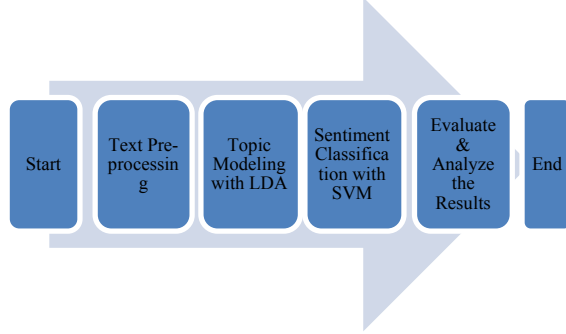 Start
Text Pre-
processin
g
Topic
Modeling
with LDA
Sentiment
Classifica
tion with
SVM
Evaluate
&
Analyze
the
Results
End